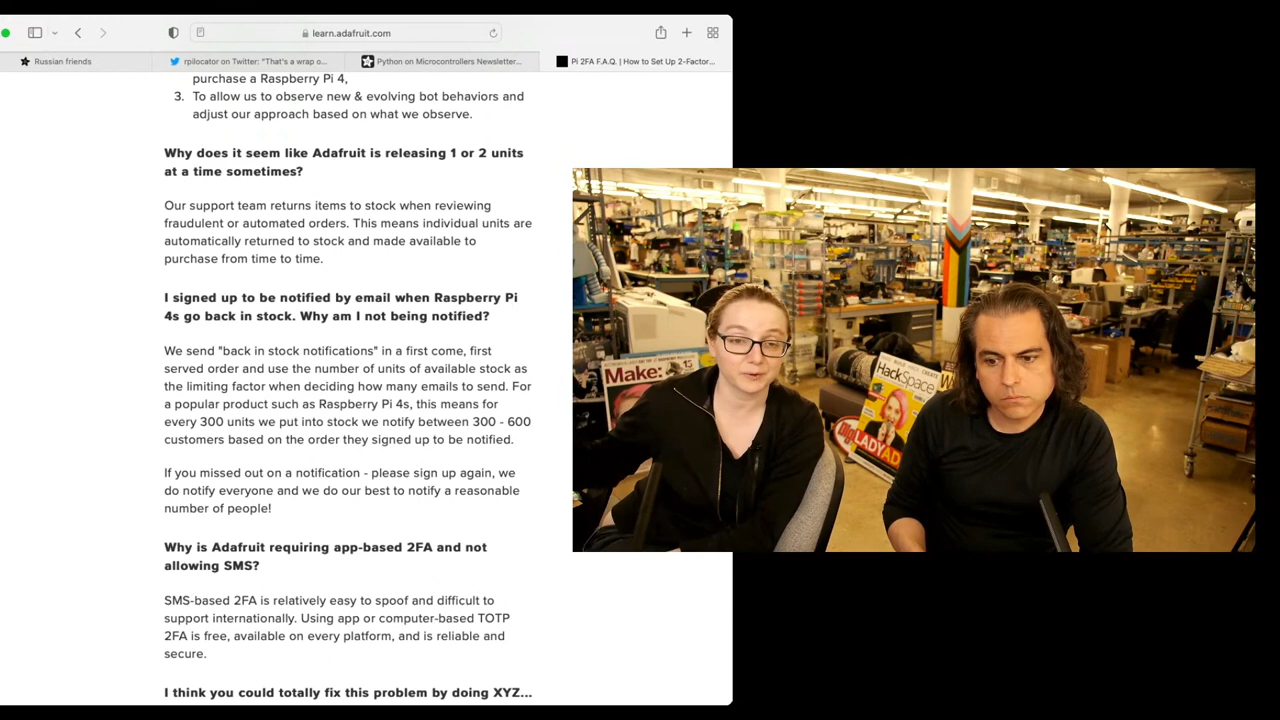 learn.adafruit.com
Russian friends
rpilocator on Twitter: "That's a wrap o...
Python on Microcontrollers Newsletter...
Pi 2FA F.A.Q. | How to Set Up 2-Factor...
purchase a Raspberry Pi 4,
3. To allow us to observe new & evolving bot behaviors and
adjust our approach based on what we observe.
Why does it seem like Adafruit is releasing 1 or 2 units
at a time sometimes?
Our support team returns items to stock when reviewing
fraudulent or automated orders. This means individual units are
automatically returned to stock and made available to
purchase from time to time.
I signed up to be notified by email when Raspberry Pi
4s go back in stock. Why am I not being notified?
We send "back in stock notifications" in a first come, first
served order and use the number of units of available stock as
the limiting factor when deciding how many emails to send. For
a popular product such as Raspberry Pi 4s, this means for
every 300 units we put into stock we notify between 300 - 600
customers based on the order they signed up to be notified.
If you missed out on a notification - please sign up again, we
do notify everyone and we do our best to notify a reasonable
number of people!
Why is Adafruit requiring app-based 2FA and not
allowing SMS?
SMS-based 2FA is relatively easy to spoof and difficult to
support internationally. Using app or computer-based TOTP
2FA is free, available on every platform, and is reliable and
secure.
I think you could totally fix this problem by doing XYZ...
Make:
15
HackSpace
LADYAD